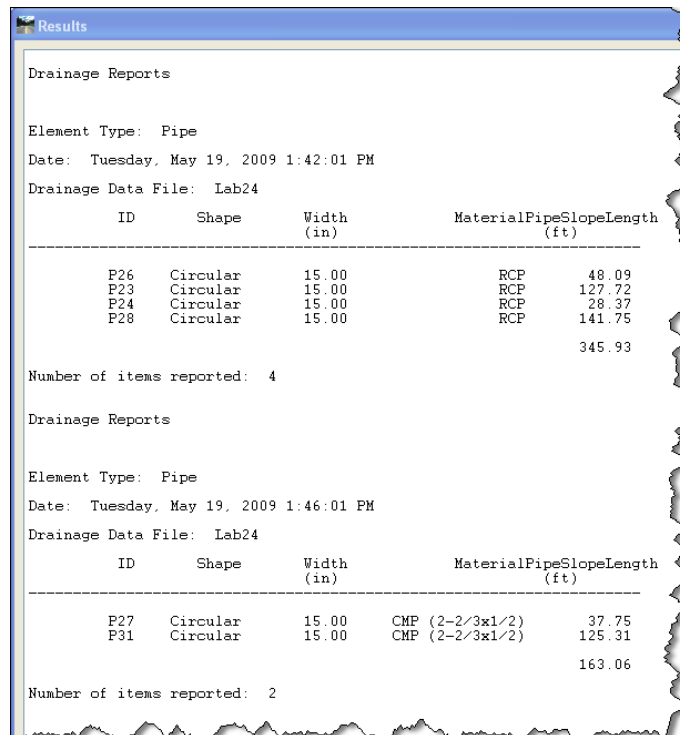 Results
Drainage Reports
Element Type: Pipe
Date: Tuesday, May 19, 2009 1:42:01 PM
Drainage Data File: Lab24
ID Shape Width MaterialPipeSlopeLength
(in) (ft)
P26 Circular 15.00 RCP 48.09
P23 Circular 15.00 RCP 127.72
P24 Circular 15.00 RCP 28.37
P28 Circular 15.00 RCP 141.75
345.93
Number of items reported: 4
Drainage Reports
Element Type: Pipe
Date: Tuesday, May 19, 2009 1:46:01 PM
Drainage Data File: Lab24
ID Shape Width MaterialPipeSlopeLength
(in) (ft)
P27 Circular 15.00 CMP (2-2/3x1/2) 37.75
P31 Circular 15.00 CMP (2-2/3x1/2) 125.31
163.06
Number of items reported: 2